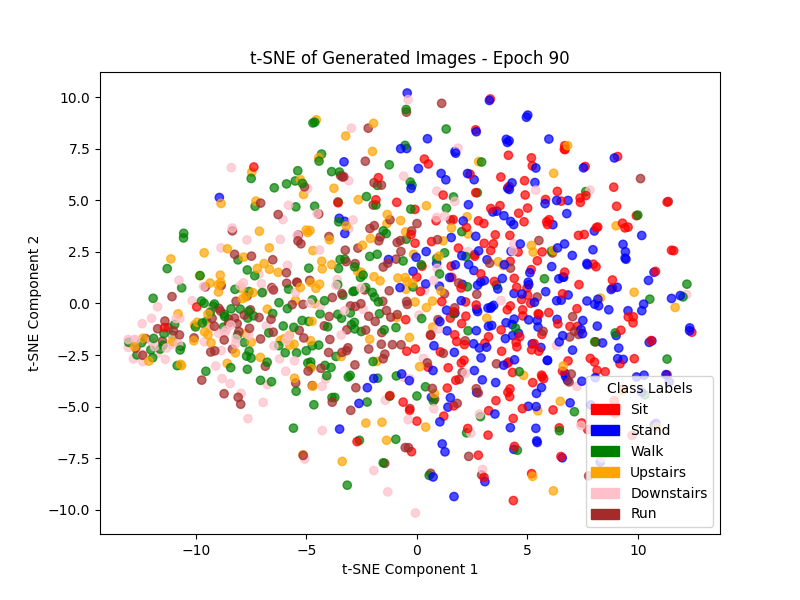 t-SNE of Generated Images - Epoch 90
t-SNE Component 2
10.0
7.5
5.0
2.5
0.0
−2.5
−5.0
−7.5
−10.0
Class Labels
Sit
Stand
Walk
Upstairs
Downstairs
Run
−10
−5
0
5
10
t-SNE Component 1